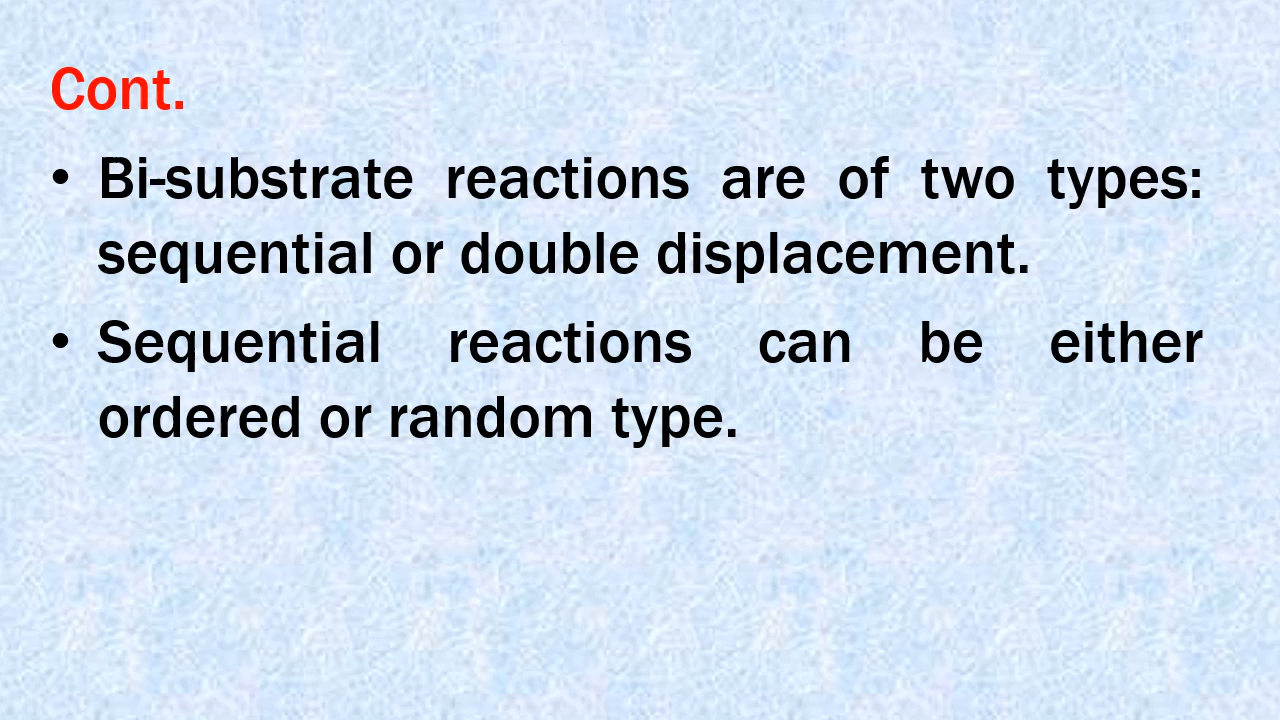 Cont.
• Bi-substrate reactions are of two types:
sequential or double displacement.
• Sequential reactions can be either
ordered or random type.